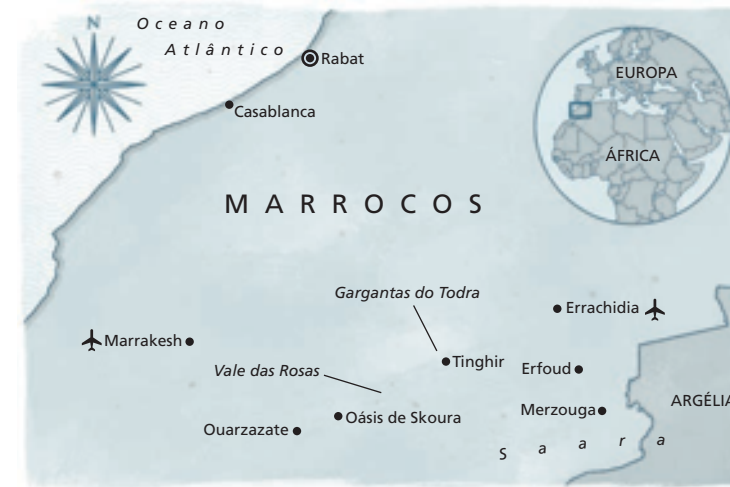 N
Oceano
Atlântico
Rabat
EUROPA
Casablanca
ÁFRICA
MARROCOS
Gargantas do Todra
Errachidia
Marrakesh
Tinghir
Vale das Rosas
Erfoud
ARGÉLIA
Merzouga
Oásis de Skoura
Ouarzazate
Saara